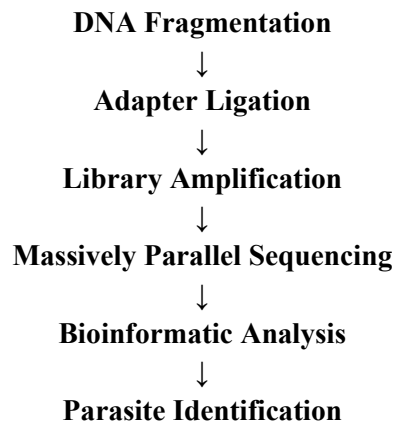 DNA Fragmentation
↓
Adapter Ligation
↓
Library Amplification
↓
Massively Parallel Sequencing
↓
Bioinformatic Analysis
↓
Parasite Identification